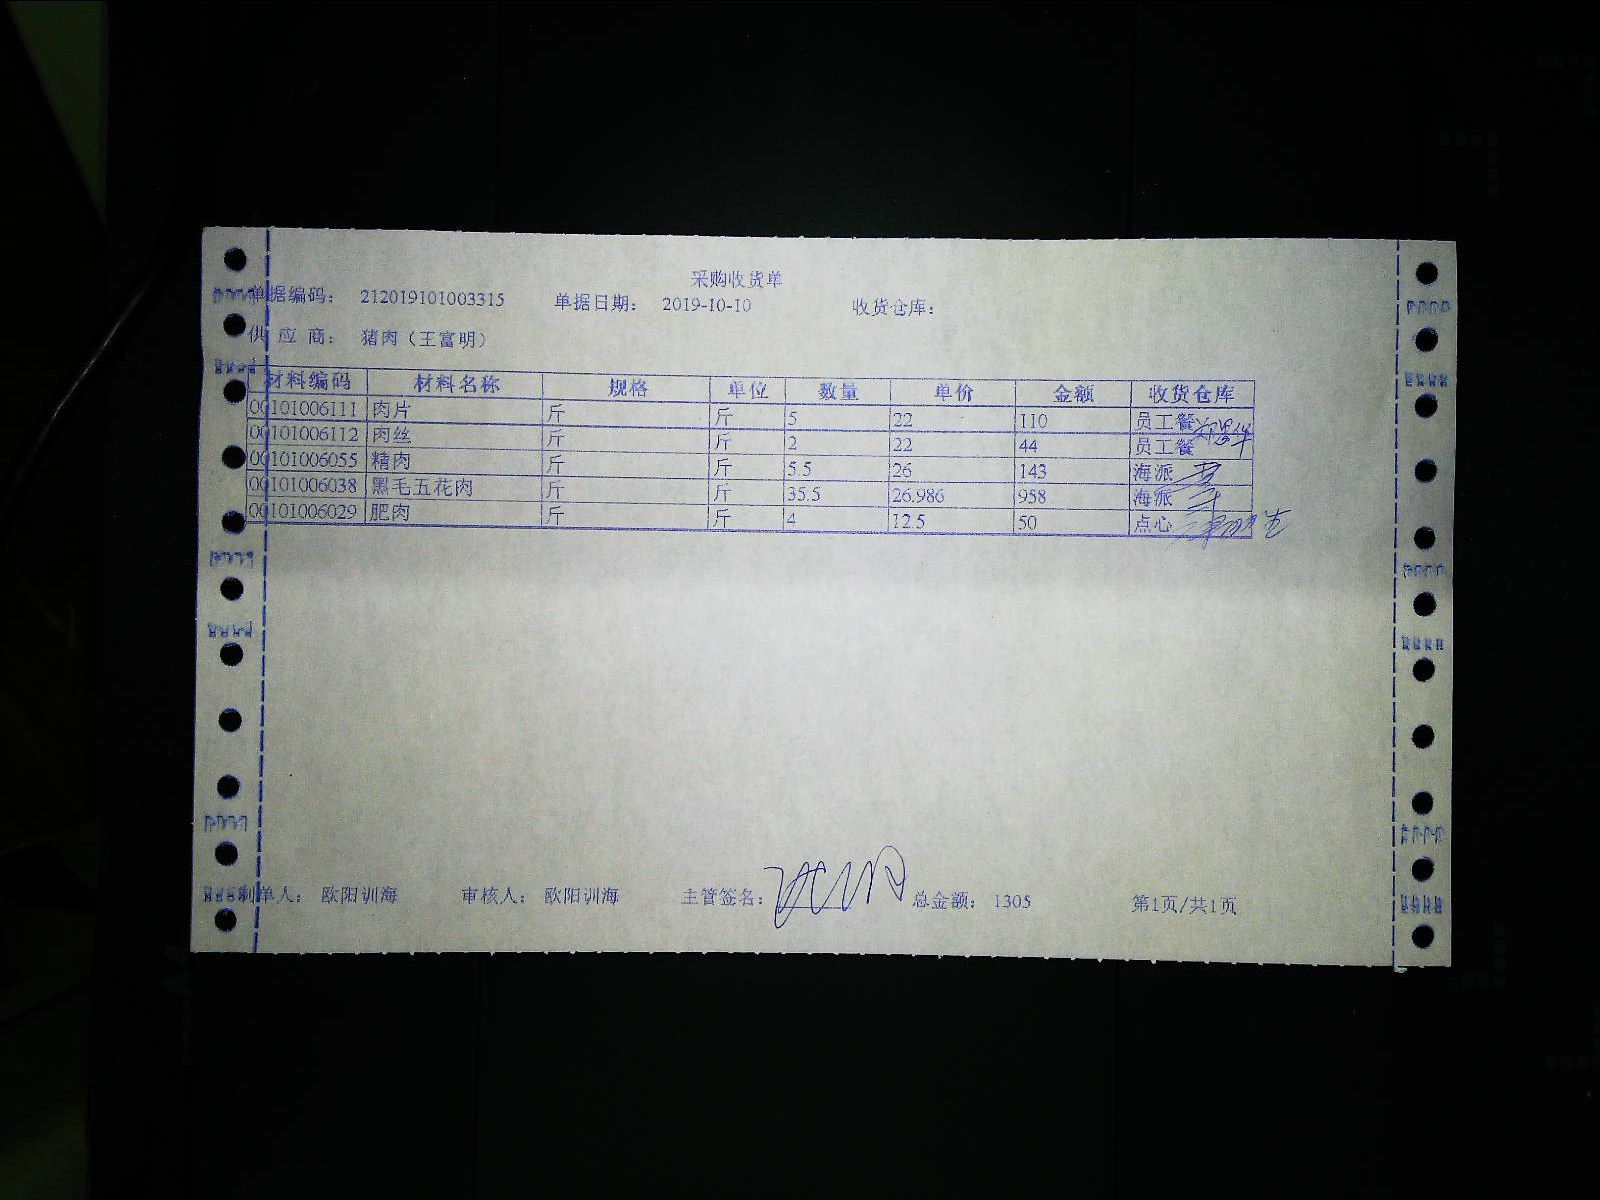 采购收货单
单据编码： 212019101003315 单据日期： 2019-10-10 收货仓库：
供 应 商： 猪肉（王富明）
材料编码 材料名称 规格 单位 数量 单价 金额 收货仓库
00101006111 肉片 斤 斤 5 22 110 员工餐
00101006112 肉丝 斤 斤 2 22 44 员工餐
00101006055 精肉 斤 斤 5.5 26 143 海派
00101006038 黑毛五花肉 斤 斤 35.5 26.986 958 海派
00101006029 肥肉 斤 斤 4 12.5 50 点心
制单人： 欧阳训海 审核人： 欧阳训海 主管签名： 总金额： 1305 第1页/共1页